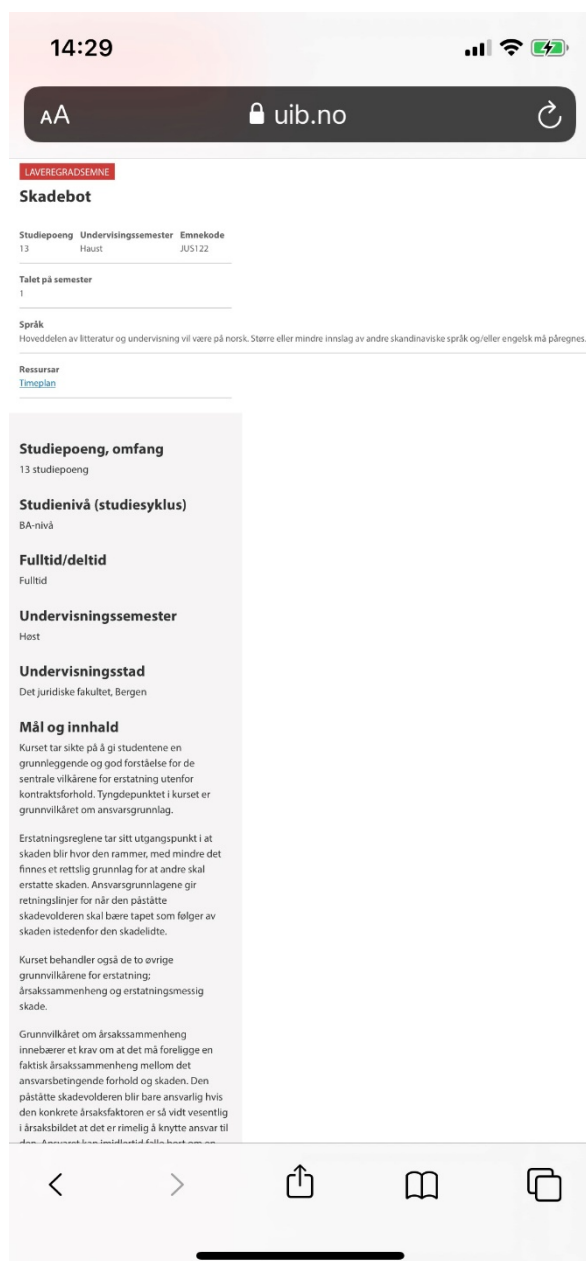 14:29
AA
uib.no
LAVEREGRADSEMNE
Skadebot
Studiepoeng Undervisingssemester Emnekode
13 Haust JUS122
Talet på semester
1
Språk
Hoveddelen av litteratur og undervisning vil være på norsk. Større eller mindre innslag av andre skandinaviske språk og/eller engelsk må påregnes.
Ressursar
Timeplan
Studiepoeng, omfang
13 studiepoeng
Studienivå (studiesyklus)
BA-nivå
Fulltid/deltid
Fulltid
Undervisningssemester
Høst
Undervisningsstad
Det juridiske fakultet, Bergen
Mål og innhald
Kurset tar sikte på å gi studentene en
grunnleggende og god forståelse for de
sentrale vilkårene for erstatning utenfor
kontraktsforhold. Tyngdepunktet i kurset er
grunnvilkåret om ansvarsgrunnlag.
Erstatningsreglene tar sitt utgangspunkt i at
skaden blir hvor den rammer, med mindre det
finnes et rettslig grunnlag for at andre skal
erstatte skaden. Ansvarsgrunnlagene gir
retningslinjer for når den påståtte
skadevolderen skal bære tapet som følger av
skaden istedenfor den skadelidte.
Kurset behandler også de to øvrige
grunnvilkårene for erstatning;
årsakssammenheng og erstatningsmessig
skade.
Grunnvilkåret om årsakssammenheng
innebærer et krav om at det må foreligge en
faktisk årsakssammenheng mellom det
ansvarsbetingende forhold og skaden. Den
påståtte skadevolderen blir bare ansvarlig hvis
den konkrete årsaksfaktoren er så vidt vesentlig
i årsaksbildet at det er rimelig å knytte ansvar til
den. Ansvaret kan imidlertid falle bort om en